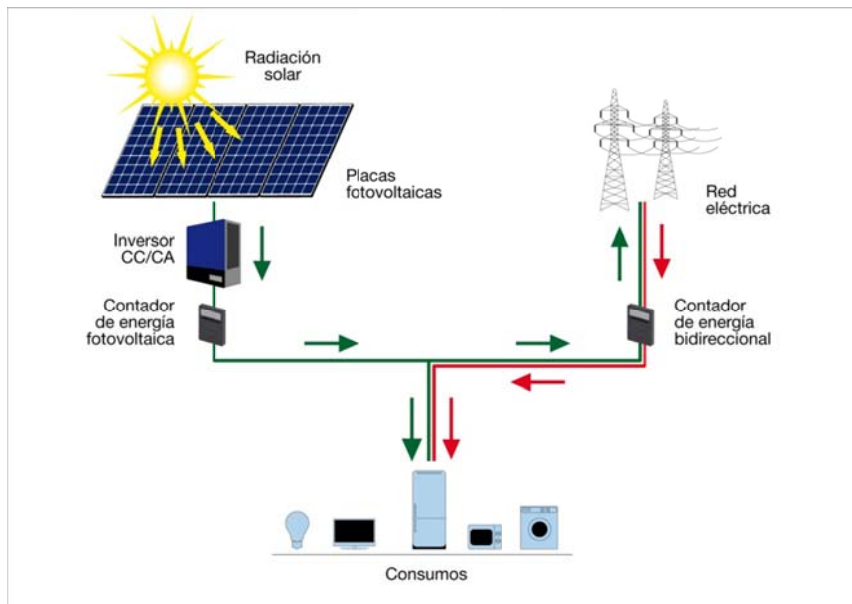 Radiación
solar
Placas
fotovoltaicas
Red
eléctrica
Inversor
CC/CA
Contador
de energía
fotovoltaica
Contador
de energía
bidireccional
Consumos